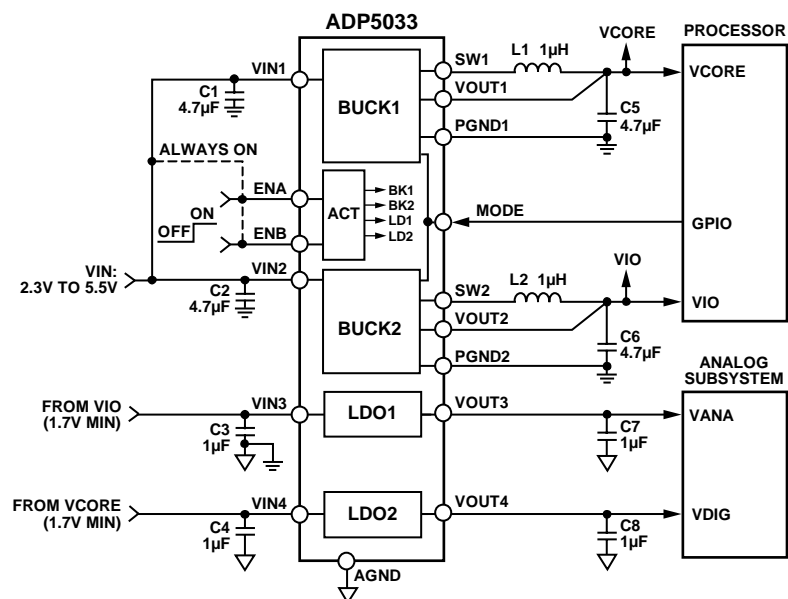 ADP5033
PROCESSOR
VCORE
VIN1
C1
4.7µF
BUCK1
SW1
L1 1µH
VOUT1
PGND1
C5
4.7µF
VCORE
ALWAYS ON
ENA
ON
OFF
ENB
ACT
BK1
BK2
LD1
LD2
MODE
GPIO
VIN:
2.3V TO 5.5V
VIN2
C2
4.7µF
BUCK2
SW2
L2 1µH
VOUT2
PGND2
VIO
C6
4.7µF
VIO
ANALOG
SUBSYSTEM
FROM VIO
(1.7V MIN)
VIN3
C3
1µF
LDO1
VOUT3
C7
1µF
VANA
FROM VCORE
(1.7V MIN)
VIN4
C4
1µF
LDO2
VOUT4
C8
1µF
VDIG
AGND